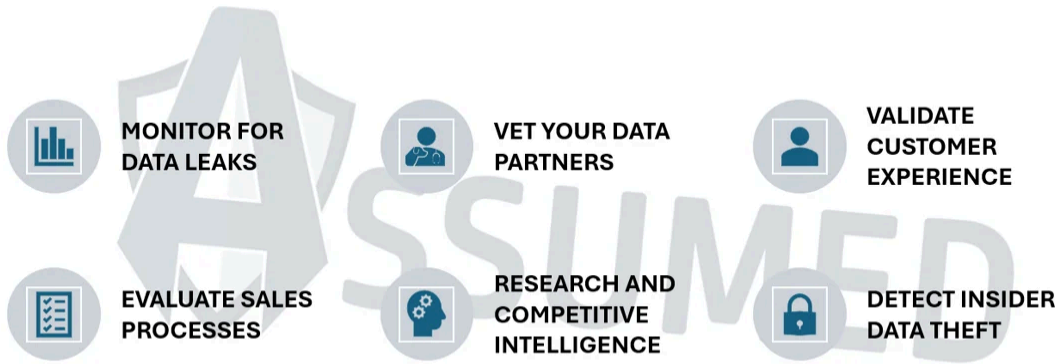 MONITOR FOR
DATA LEAKS
VET YOUR DATA
PARTNERS
VALIDATE
CUSTOMER
EXPERIENCE
EVALUATE SALES
PROCESSES
RESEARCH AND
COMPETITIVE
INTELLIGENCE
DETECT INSIDER
DATA THEFT
ASSUMED